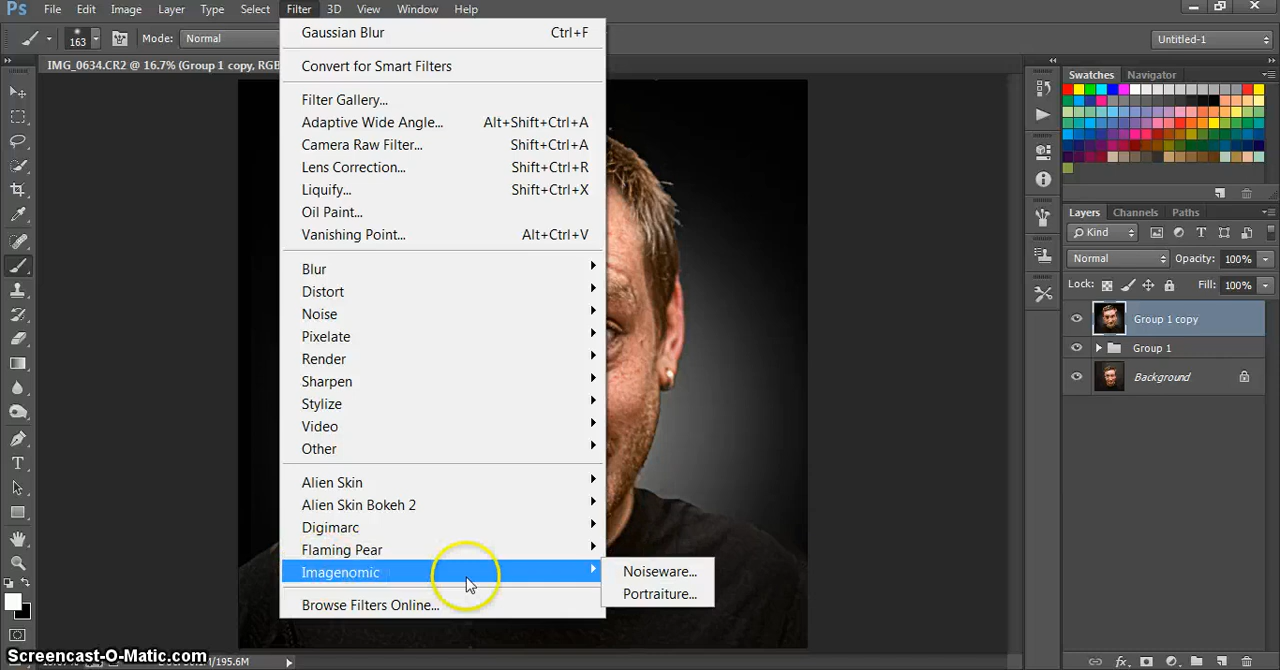 Ps File Edit Image Layer Type Select Filter 3D View Window Help
163 Mode: Normal Untitled-1
IMG_0634.CR2 @ 16.7% (Group 1 copy, RGB
Gaussian Blur Ctrl+F
Convert for Smart Filters
Filter Gallery...
Adaptive Wide Angle... Alt+Shift+Ctrl+A
Camera Raw Filter... Shift+Ctrl+A
Lens Correction... Shift+Ctrl+R
Liquify... Shift+Ctrl+X
Oil Paint...
Vanishing Point... Alt+Ctrl+V
Blur
Distort
Noise
Pixelate
Render
Sharpen
Stylize
Video
Other
Alien Skin
Alien Skin Bokeh 2
Digimarc
Flaming Pear
Imagenomic
Browse Filters Online...
Noiseware...
Portraiture...
Swatches Navigator
Layers Channels Paths
Kind
Normal Opacity: 100%
Lock: Fill: 100%
Group 1 copy
Group 1
Background
Screencast-O-Matic.com
/195.6M